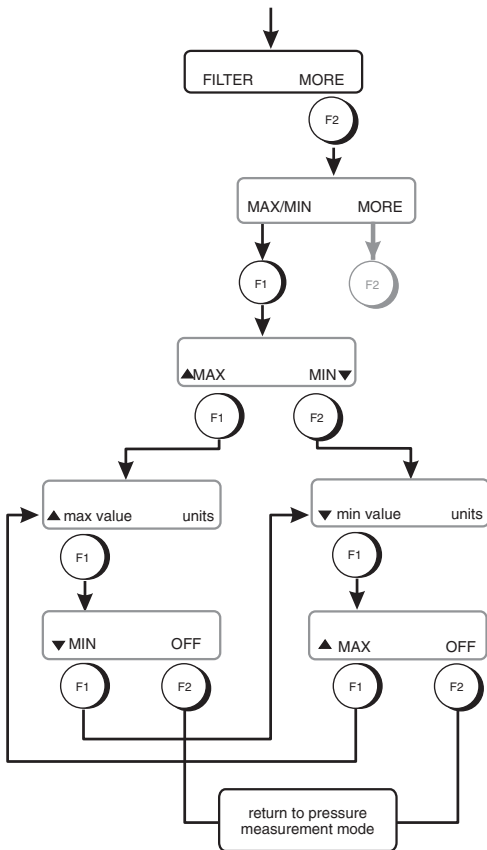 FILTER MORE
F2
MAX/MIN MORE
F1 F2
▲MAX MIN▼
F1 F2
▲ max value units
▼ min value units
F1 F1
▼MIN OFF
▲ MAX OFF
F1 F2 F1 F2
return to pressure
measurement mode